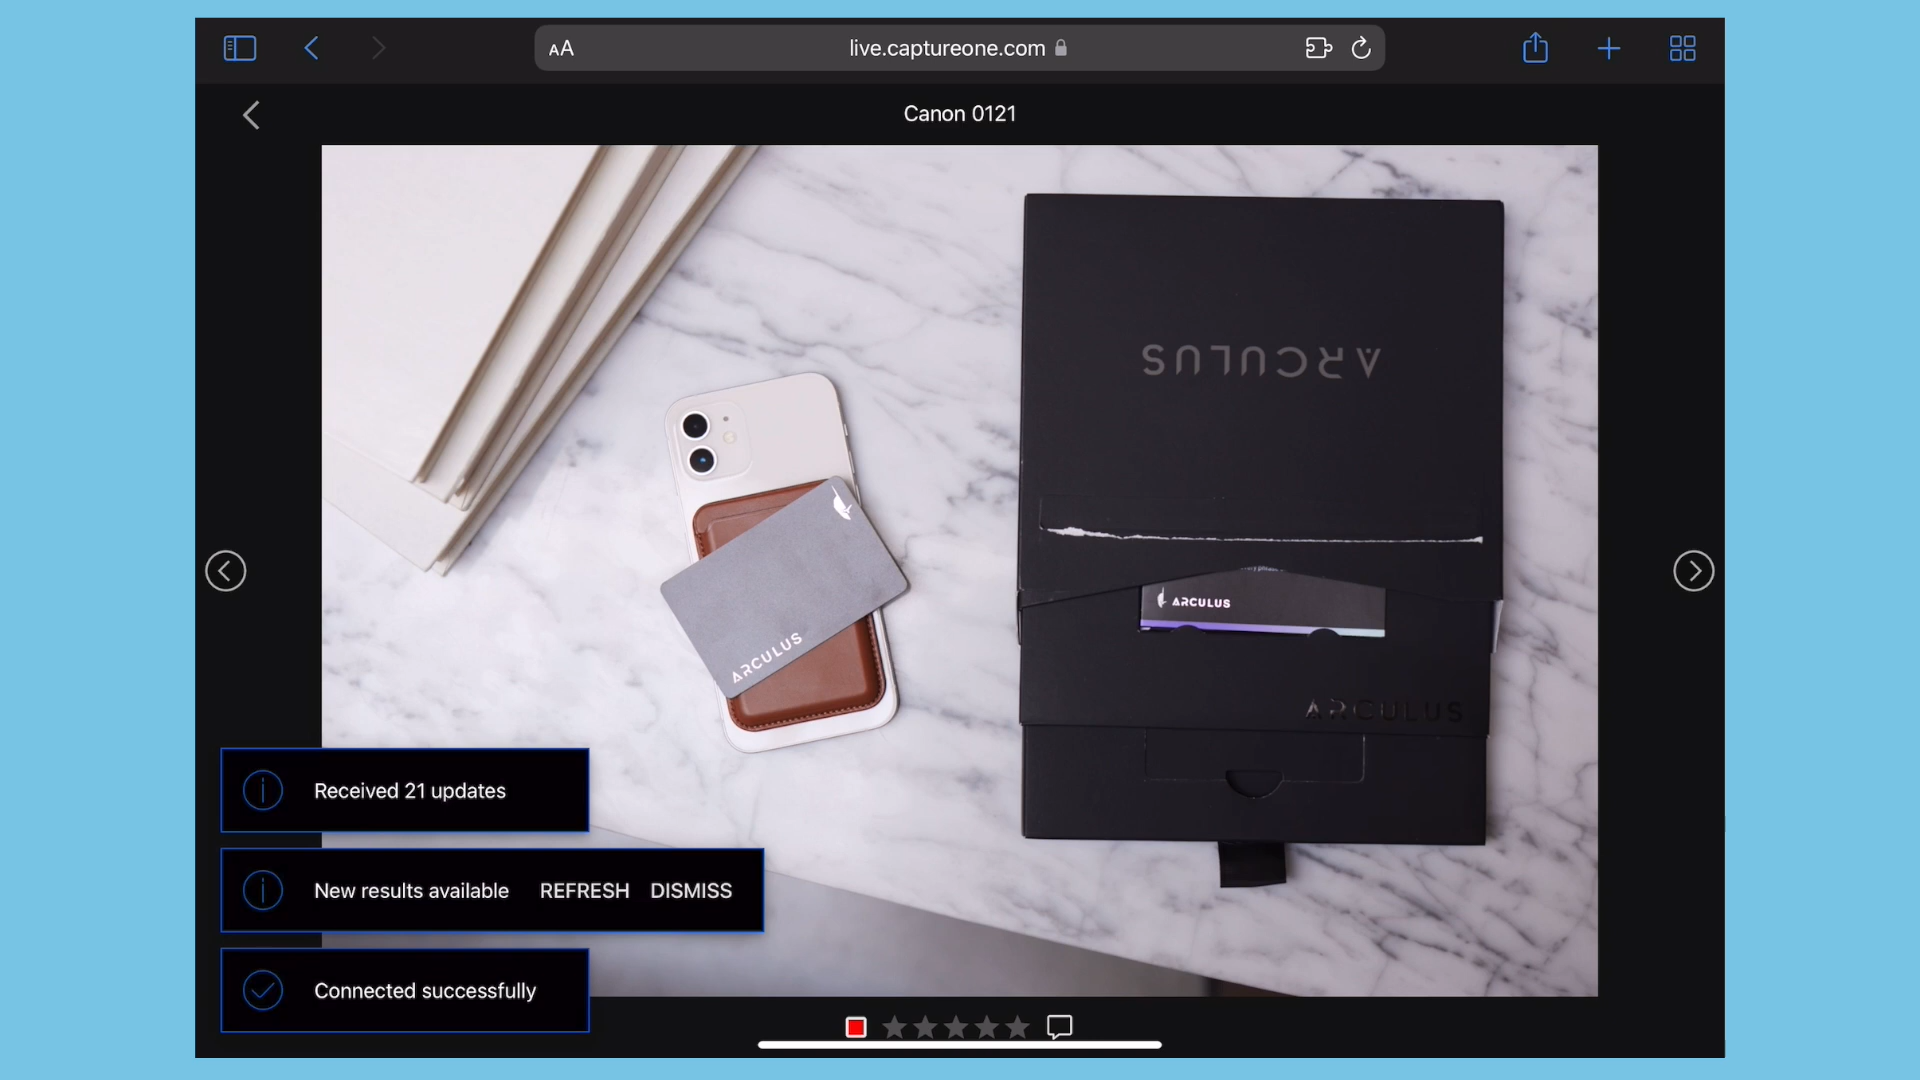 AA
live.captureone.com
Canon 0121
ARCULUS
ARCULUS
ARCULUS
ARCULUS
Received 21 updates
New results available REFRESH DISMISS
Connected successfully